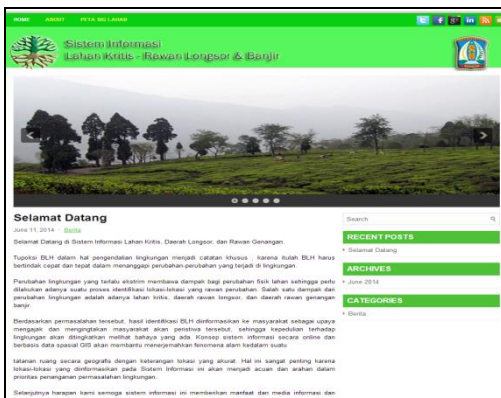 HOME ABOUT PETA SIG LAHAN
Sistem Informasi
Lahan Kritis - Rawan Longsor & Banjir
Selamat Datang
June 11, 2014 Berita
Selamat Datang di Sistem Informasi Lahan Kritis, Daerah Longsor, dan Rawan Genangan.
Tupoksi BLH dalam hal pengendalian lingkungan menjadi catatan khusus , karena itulah BLH harus
bertindak cepat dan tepat dalam menanggapi perubahan-perubahan yang terjadi di lingkungan.
Perubahan lingkungan yang terlalu ekstrim membawa dampak bagi perubahan fisik lahan sehingga perlu
dilakukan adanya suatu proses identifikasi lokasi-lokasi yang rawan perubahan. Salah satu dampak dari
perubahan lingkungan adalah adanya lahan kritis, daerah rawan longsor, dan daerah rawan genangan
banjir.
Berdasarkan permasalahan tersebut, hasil identifikasi BLH diinformasikan ke masyarakat sebagai upaya
mengajak dan mengingtakan masyarakat akan peristiwa tersebut, sehingga kepedulian terhadap
lingkungan akan ditingkatkan melihat bahaya yang ada. Konsep sistem informasi secara online dan
berbasis data spasial GIS akan membantu menerjemahkan fenomena alam kedalam suatu
tatanan ruang secara geografis dengan keterangan lokasi yang akurat. Hal ini sangat penting karena
lokasi-lokasi yang diinformasikan pada Sistem Informasi ini akan menjadi acuan dan arahan dalam
prioritas penanganan permasalahan lingkungan.
Selanjutnya harapan kami semoga sistem informasi ini memberikan manfaat dan media informasi dan
Search
RECENT POSTS
Selamat Datang
ARCHIVES
June 2014
CATEGORIES
Berita